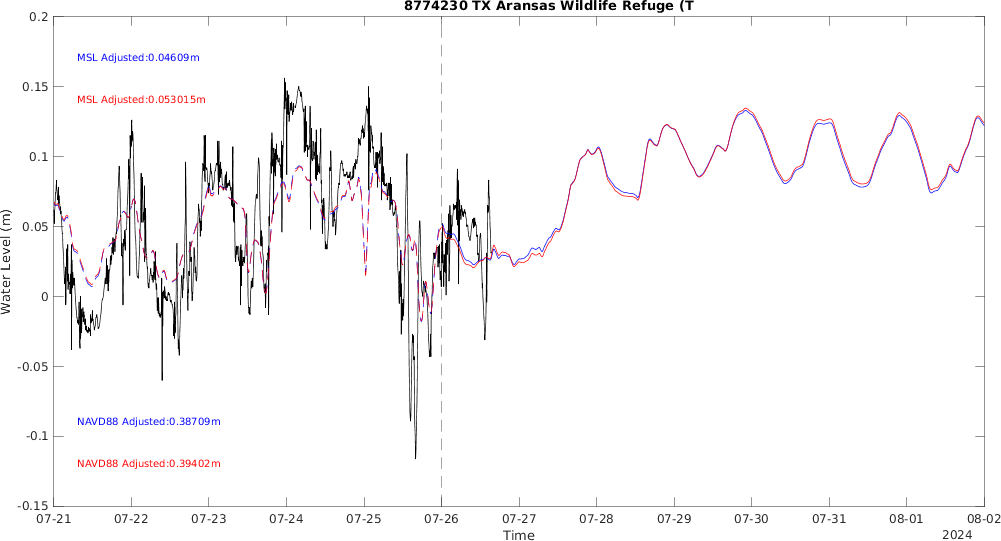 8774230 TX Aransas Wildlife Refuge (T
0.2
0.15
0.1
0.05
0
-0.05
-0.1
-0.15
Water Level (m)
MSL Adjusted:0.04609m
MSL Adjusted:0.053015m
NAVD88 Adjusted:0.38709m
NAVD88 Adjusted:0.39402m
07-21 07-22 07-23 07-24 07-25 07-26 07-27 07-28 07-29 07-30 07-31 08-01 08-02
Time
2024